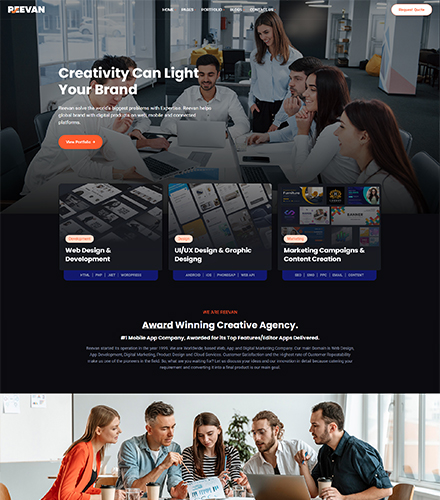 REEVAN
HOME PAGES PORTFOLIO BLOGS CONTACT US
Request Quote
Creativity Can Light
Your Brand
Reevan solve the world's biggest problems with Expertise. Reevan helps
global brand with digital products on web, mobile and connected
platforms.
View Portfolio
Development
Web Design &
Development
HTML | PHP | .NET | WORDPRESS
Design
UI/UX Design & Graphic
Designg
ANDROID | IOS | PHONEGAP | WEB API
Marketing
Marketing Campaigns &
Content Creation
SEO | SMO | PPC | EMAIL | CONTENT
WE ARE REEVAN
Award Winning Creative Agency.
#1 Mobile App Company, Awarded for its Top Features/Editor Apps Delivered.
Reevan started its operation in the year 1999. We are Worldwide, based Web, App and Digital Marketing Company. Our main Domain is Web Design,
App Development, Digital Marketing, Product Design and Cloud Services. Customer Satisfaction and the Highest rate of Customer Repeatability
make us one of the pioneers in the field. So, what are you waiting for? Let us discuss your ideas and our innovation in detail because catering your
requirement and converting it into a final product is our main goal.